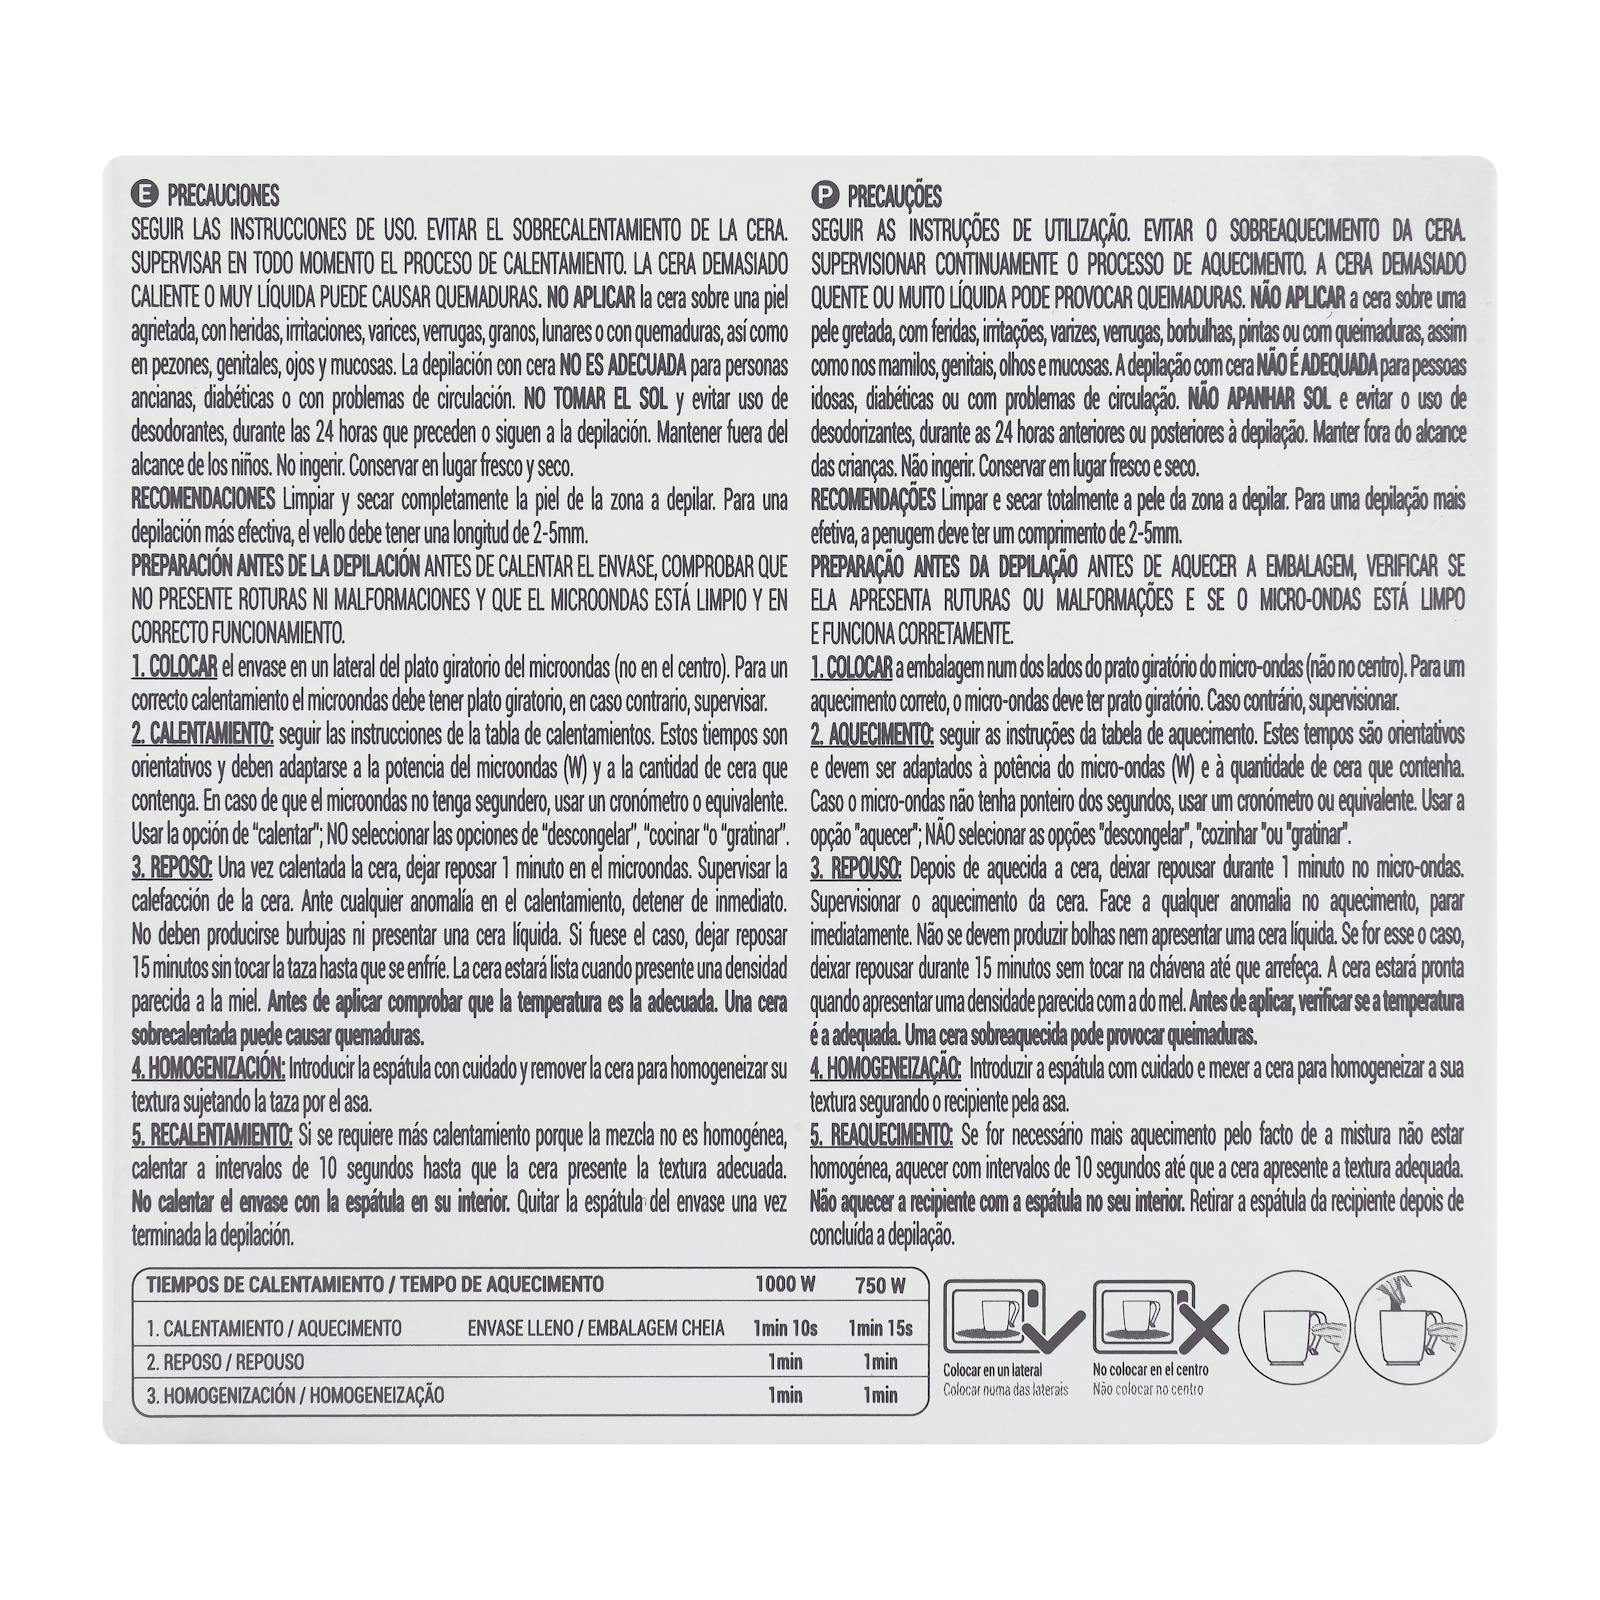 E PRECAUCIONES
SEGUIR LAS INSTRUCCIONES DE USO. EVITAR EL SOBRECALENTAMIENTO DE LA CERA.
SUPERVISAR EN TODO MOMENTO EL PROCESO DE CALENTAMIENTO. LA CERA DEMASIADO
CALIENTE O MUY LÍQUIDA PUEDE CAUSAR QUEMADURAS. NO APLICAR la cera sobre una piel
agrietada, con heridas, irritaciones, varices, verrugas, granos, lunares o con quemaduras, así como
en pezones, genitales, ojos y mucosas. La depilación con cera NO ES ADECUADA para personas
ancianas, diabéticas o con problemas de circulación. NO TOMAR EL SOL y evitar uso de
desodorantes, durante las 24 horas que preceden o siguen a la depilación. Mantener fuera del
alcance de los niños. No ingerir. Conservar en lugar fresco y seco.
RECOMENDACIONES Limpiar y secar completamente la piel de la zona a depilar. Para una
depilación más efectiva, el vello debe tener una longitud de 2-5mm.
PREPARACIÓN ANTES DE LA DEPILACIÓN ANTES DE CALENTAR EL ENVASE, COMPROBAR QUE
NO PRESENTE ROTURAS NI MALFORMACIONES Y QUE EL MICROONDAS ESTÁ LIMPIO Y EN
CORRECTO FUNCIONAMIENTO.
1. COLOCAR el envase en un lateral del plato giratorio del microondas (no en el centro). Para un
correcto calentamiento el microondas debe tener plato giratorio, en caso contrario, supervisar.
2. CALENTAMIENTO: seguir las instrucciones de la tabla de calentamientos. Estos tiempos son
orientativos y deben adaptarse a la potencia del microondas (W) y a la cantidad de cera que
contenga. En caso de que el microondas no tenga segundero, usar un cronómetro o equivalente.
Usar la opción de “calentar”; NO seleccionar las opciones de “descongelar”, “cocinar “o “gratinar”.
3. REPOSO: Una vez calentada la cera, dejar reposar 1 minuto en el microondas. Supervisar la
calefacción de la cera. Ante cualquier anomalía en el calentamiento, detener de inmediato.
No deben producirse burbujas ni presentar una cera líquida. Si fuese el caso, dejar reposar
15 minutos sin tocar la taza hasta que se enfríe. La cera estará lista cuando presente una densidad
parecida a la miel. Antes de aplicar comprobar que la temperatura es la adecuada. Una cera
sobrecalentada puede causar quemaduras.
4. HOMOGENIZACIÓN: Introducir la espátula con cuidado y remover la cera para homogeneizar su
textura sujetando la taza por el asa.
5. RECALENTAMIENTO: Si se requiere más calentamiento porque la mezcla no es homogénea,
calentar a intervalos de 10 segundos hasta que la cera presente la textura adecuada.
No calentar el envase con la espátula en su interior. Quitar la espátula del envase una vez
terminada la depilación.
P PRECAUÇÕES
SEGUIR AS INSTRUÇÕES DE UTILIZAÇÃO. EVITAR O SOBREAQUECIMENTO DA CERA.
SUPERVISIONAR CONTINUAMENTE O PROCESSO DE AQUECIMENTO. A CERA DEMASIADO
QUENTE OU MUITO LÍQUIDA PODE PROVOCAR QUEIMADURAS. NÃO APLICAR a cera sobre uma
pele gretada, com feridas, irritações, varizes, verrugas, borbulhas, pintas ou com queimaduras, assim
como nos mamilos, genitais, olhos e mucosas. A depilação com cera NÃO É ADEQUADA para pessoas
idosas, diabéticas ou com problemas de circulação. NÃO APANHAR SOL e evitar o uso de
desodorizantes, durante as 24 horas anteriores ou posteriores à depilação. Manter fora do alcance
das crianças. Não ingerir. Conservar em lugar fresco e seco.
RECOMENDAÇÕES Limpar e secar totalmente a pele da zona a depilar. Para uma depilação mais
efetiva, a penugem deve ter um comprimento de 2-5mm.
PREPARAÇÃO ANTES DA DEPILAÇÃO ANTES DE AQUECER A EMBALAGEM, VERIFICAR SE
ELA APRESENTA RUTURAS OU MALFORMAÇÕES E SE O MICRO-ONDAS ESTÁ LIMPO
E FUNCIONA CORRETAMENTE.
1. COLOCAR a embalagem num dos lados do prato giratório do micro-ondas (não no centro). Para um
aquecimento correto, o micro-ondas deve ter prato giratório. Caso contrário, supervisionar.
2. AQUECIMENTO: seguir as instruções da tabela de aquecimento. Estes tempos são orientativos
e devem ser adaptados à potência do micro-ondas (W) e à quantidade de cera que contenha.
Caso o micro-ondas não tenha ponteiro dos segundos, usar um cronómetro ou equivalente. Usar a
opção "aquecer"; NÃO selecionar as opções "descongelar", "cozinhar "ou "gratinar".
3. REPOUSO: Depois de aquecida a cera, deixar repousar durante 1 minuto no micro-ondas.
Supervisionar o aquecimento da cera. Face a qualquer anomalia no aquecimento, parar
imediatamente. Não se devem produzir bolhas nem apresentar uma cera líquida. Se for esse o caso,
deixar repousar durante 15 minutos sem tocar na chávena até que arrefeça. A cera estará pronta
quando apresentar uma densidade parecida com a do mel. Antes de aplicar, verificar se a temperatura
é a adequada. Uma cera sobreaquecida pode provocar queimaduras.
4. HOMOGENEIZAÇÃO: Introduzir a espátula com cuidado e mexer a cera para homogeneizar a sua
textura segurando o recipiente pela asa.
5. REAQUECIMENTO: Se for necessário mais aquecimento pelo facto de a mistura não estar
homogénea, aquecer com intervalos de 10 segundos até que a cera apresente a textura adequada.
Não aquecer a recipiente com a espátula no seu interior. Retirar a espátula da recipiente depois de
concluída a depilação.
TIEMPOS DE CALENTAMIENTO / TEMPO DE AQUECIMENTO 1000 W 750 W
1. CALENTAMIENTO / AQUECIMENTO ENVASE LLENO / EMBALAGEM CHEIA 1min 10s 1min 15s
2. REPOSO / REPOUSO 1min 1min
3. HOMOGENIZACIÓN / HOMOGENEIZAÇÃO 1min 1min
Colocar en un lateral
Colocar numa das laterais
No colocar en el centro
Não colocar no centro